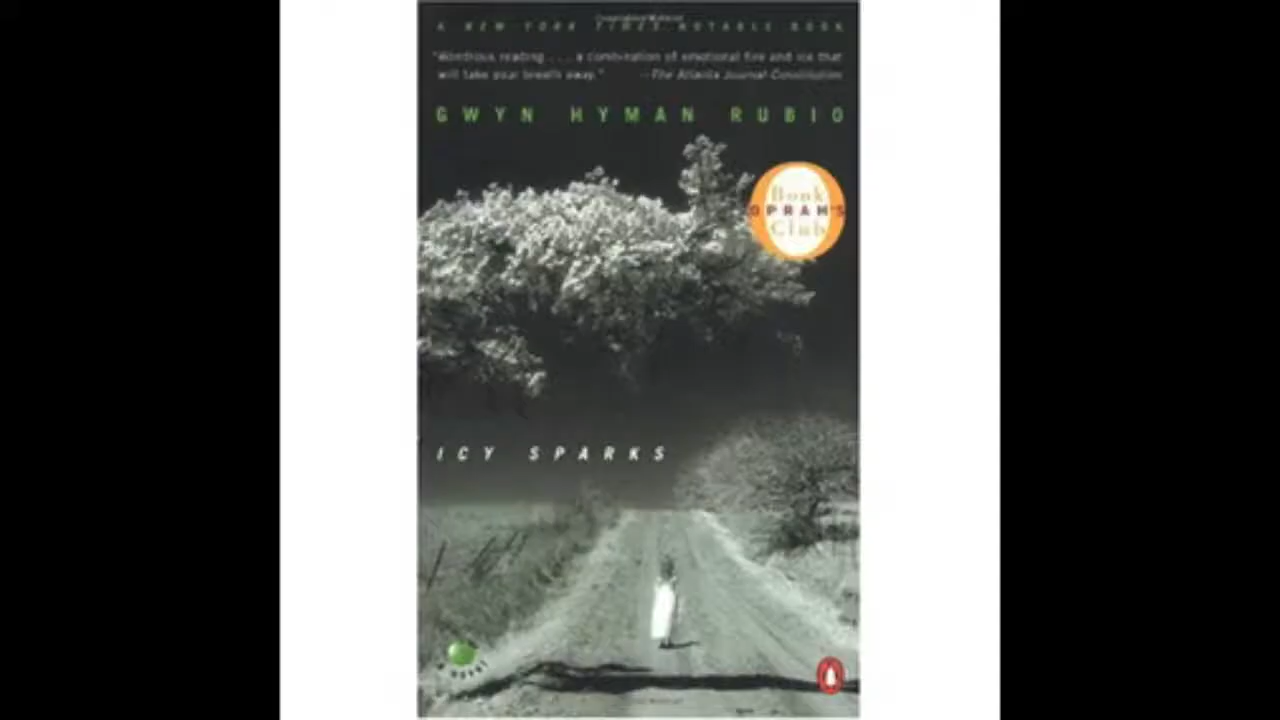 A NEW YORK TIMES NOTABLE BOOK
"Wondrous reading . . . a combination of emotional fire and ice that
will take your breath away." —The Atlanta Journal-Constitution
GWYN HYMAN RUBIO
Book
OPRAH'S
Club
ICY SPARKS